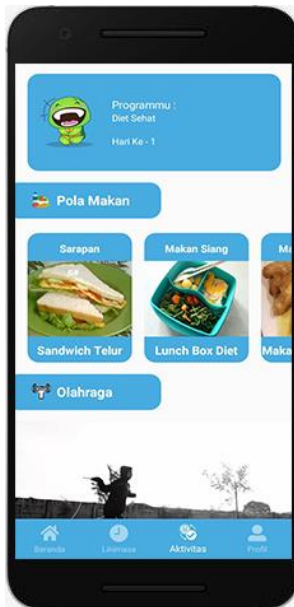 Programmu :
Diet Sehat
Hari Ke - 1
Pola Makan
Sarapan
Makan Siang
Sandwich Telur
Lunch Box Diet
Maka
Olahraga
Beranda
Linimasa
Aktivitas
Profil